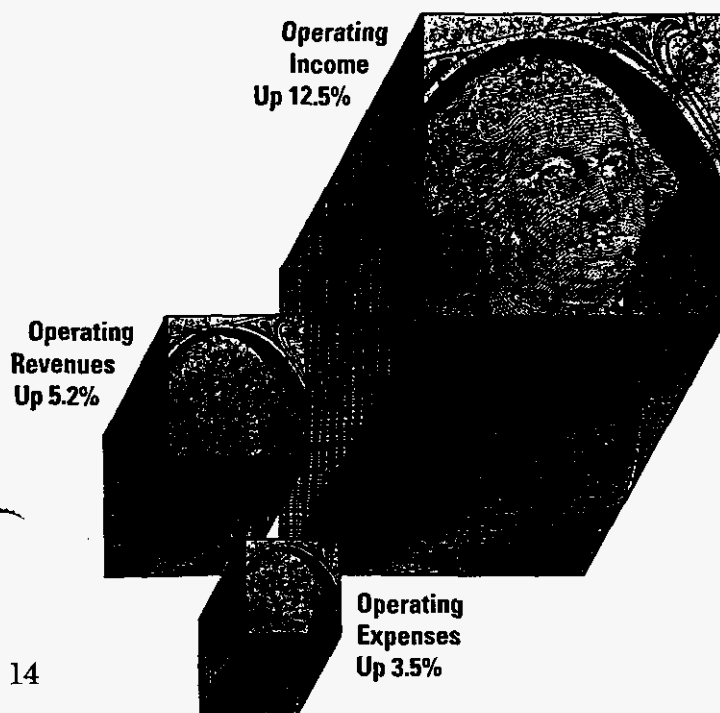 Operating
Income
Up 12.5%
Operating
Revenues
Up 5.2%
Operating
Expenses
Up 3.5%
14